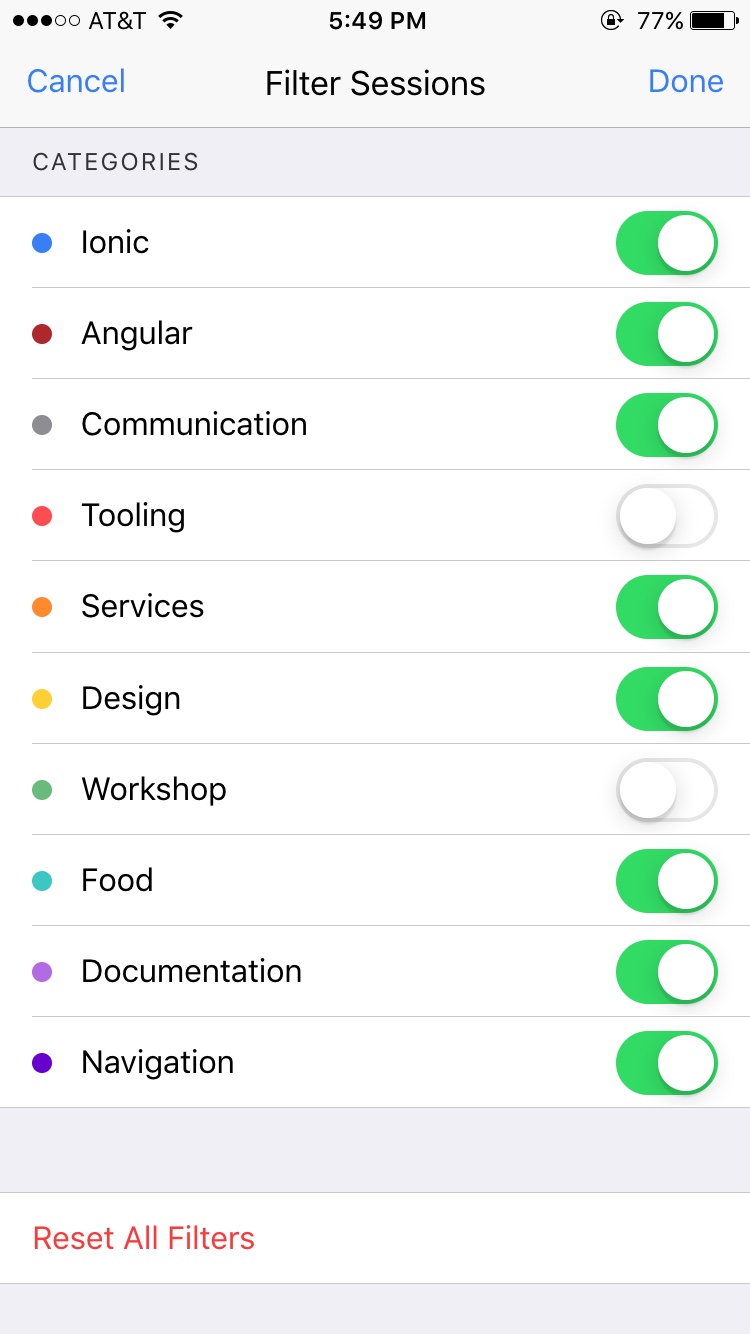 AT&T 5:49 PM 77%
Cancel Filter Sessions Done
CATEGORIES
Ionic
Angular
Communication
Tooling
Services
Design
Workshop
Food
Documentation
Navigation
Reset All Filters